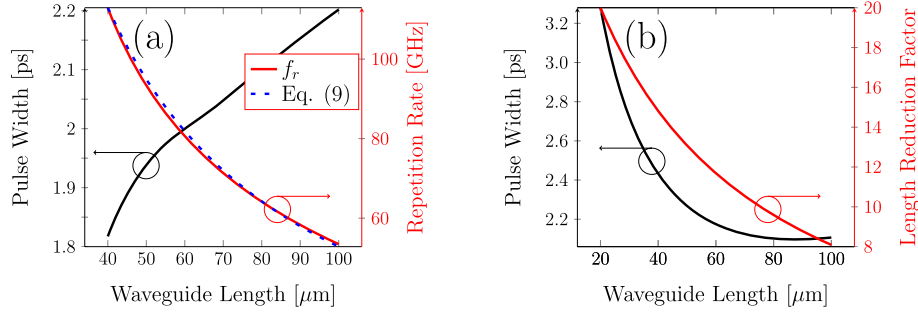 (a)
2.2
2.1
2
1.9
1.8
Pulse Width [ps]
40 50 60 70 80 90 100
Waveguide Length [μm]
100
80
60
Repetition Rate [GHz]
f_r
Eq. (9)
(b)
3.2
3
2.8
2.6
2.4
2.2
Pulse Width [ps]
20 40 60 80 100
Waveguide Length [μm]
20
18
16
14
12
10
8
Length Reduction Factor